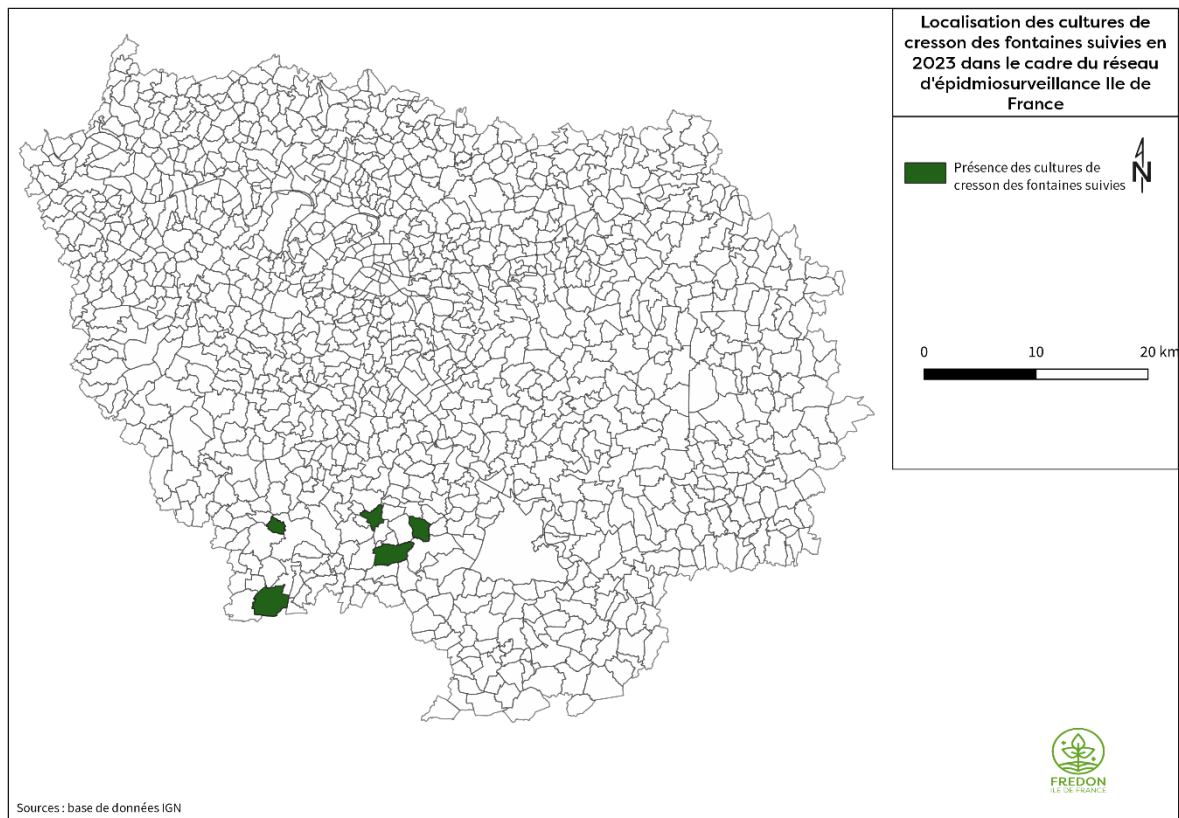 Localisation des cultures de
cresson des fontaines suivies en
2023 dans le cadre du réseau
d'épidmiosurveillance Ile de
France
Présence des cultures de
cresson des fontaines suivies
N
0 10 20 km
FREDON
ILE DE FRANCE
Sources : base de données IGN